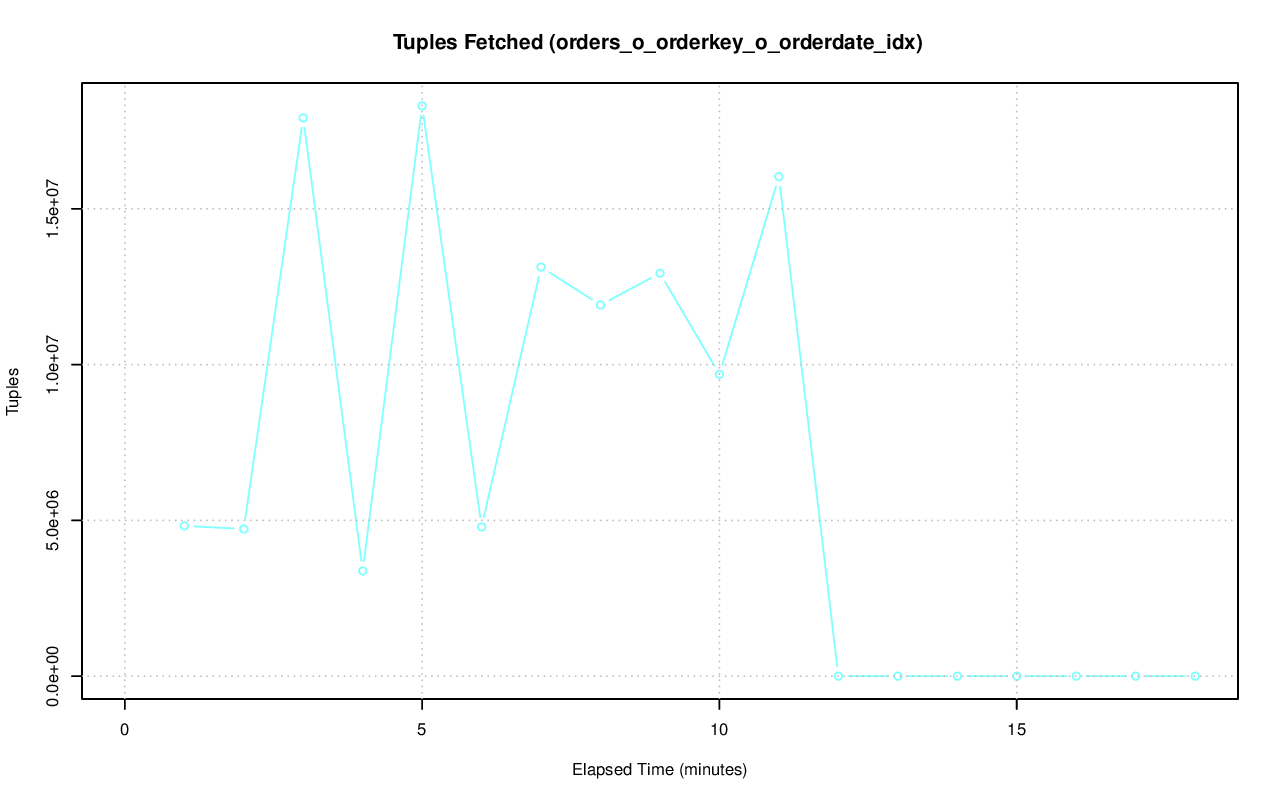 Tuples Fetched (orders_o_orderkey_o_orderdate_idx)
1.5e+07
1.0e+07
5.0e+06
0.0e+00
Tuples
0 5 10 15
Elapsed Time (minutes)